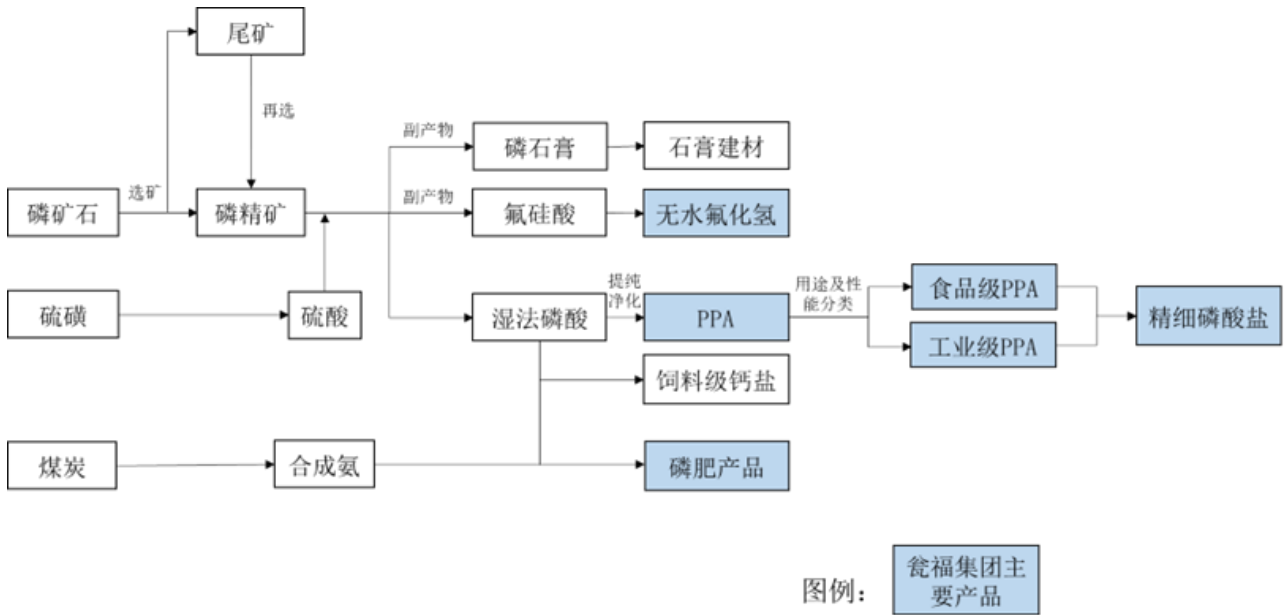 尾矿
再选
副产物
磷石膏
石膏建材
磷矿石
选矿
磷精矿
副产物
氟硅酸
无水氟化氢
硫磺
硫酸
湿法磷酸
提纯
净化
PPA
用途及性
能分类
食品级PPA
工业级PPA
精细磷酸盐
饲料级钙盐
煤炭
合成氨
磷肥产品
图例：
瓮福集团主
要产品